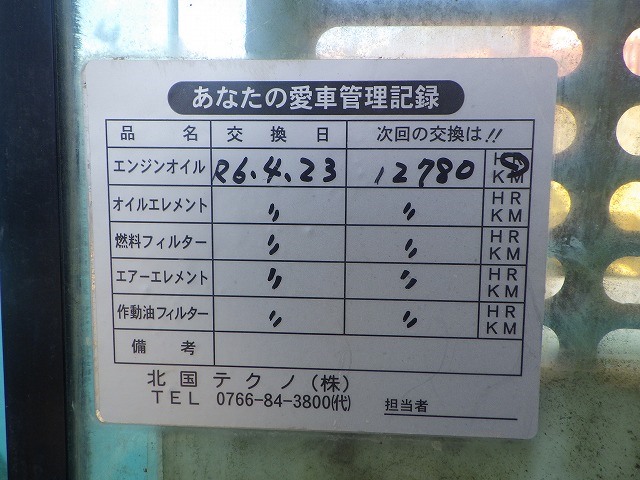 あなたの愛車管理記録
品名 交換日 次回の交換は!!
エンジンオイル R6.4.23 12780 HR KM
オイルエレメント 〃 〃 HR KM
燃料フィルター 〃 〃 HR KM
エアーエレメント 〃 〃 HR KM
作動油フィルター 〃 〃 HR KM
備考
北国テクノ(株)
TEL 0766-84-3800(代) 担当者